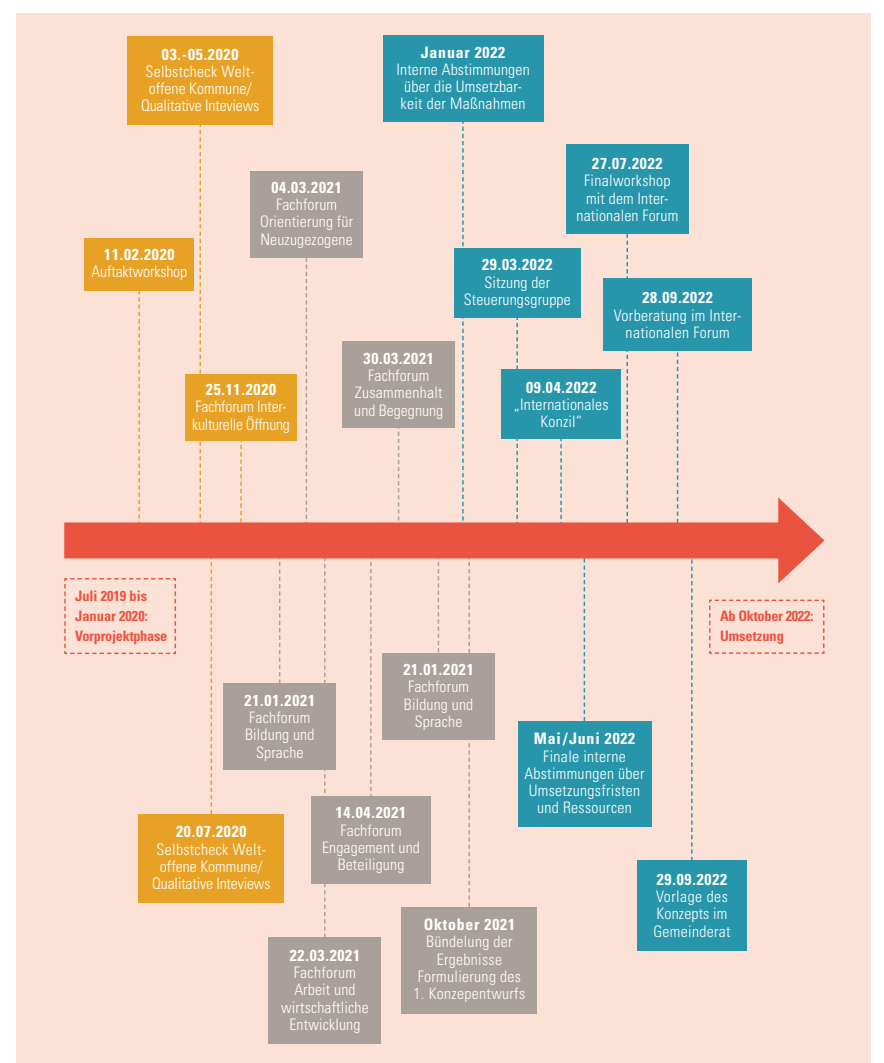 03.-05.2020
Selbstcheck Welt-
offene Kommune/
Qualitative Inteviews
Januar 2022
Interne Abstimmungen
über die Umsetzbar-
keit der Maßnahmen
27.07.2022
Finalworkshop
mit dem Inter-
nationalen Forum
04.03.2021
Fachforum
Orientierung für
Neuzugezogene
11.02.2020
Auftaktworkshop
29.03.2022
Sitzung der
Steuerungsgruppe
28.09.2022
Vorberatung im Inter-
nationalen Forum
30.03.2021
Fachforum
Zusammenhalt
und Begegnung
25.11.2020
Fachforum Inter-
kulturelle Öffnung
09.04.2022
„Internationales
Konzil“
Juli 2019 bis
Januar 2020:
Vorprojektphase
Ab Oktober 2022:
Umsetzung
21.01.2021
Fachforum
Bildung und
Sprache
21.01.2021
Fachforum
Bildung und
Sprache
Mai/Juni 2022
Finale interne
Abstimmungen über
Umsetzungsfristen
und Ressourcen
14.04.2021
Fachforum
Engagement und
Beteiligung
20.07.2020
Selbstcheck Welt-
offene Kommune/
Qualitative Inteviews
29.09.2022
Vorlage des
Konzepts im
Gemeinderat
Oktober 2021
Bündelung der
Ergebnisse
Formulierung des
1. Konzepentwurfs
22.03.2021
Fachforum
Arbeit und
wirtschaftliche
Entwicklung